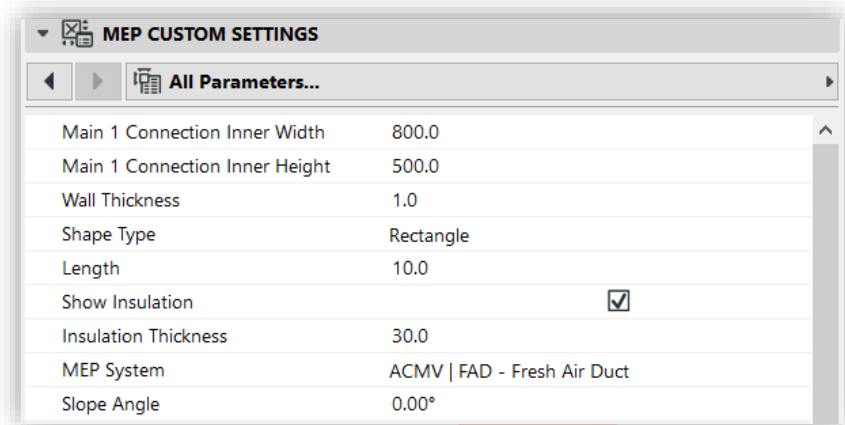 MEP CUSTOM SETTINGS
All Parameters...
Main 1 Connection Inner Width 800.0
Main 1 Connection Inner Height 500.0
Wall Thickness 1.0
Shape Type Rectangle
Length 10.0
Show Insulation
Insulation Thickness 30.0
MEP System ACMV | FAD - Fresh Air Duct
Slope Angle 0.00°